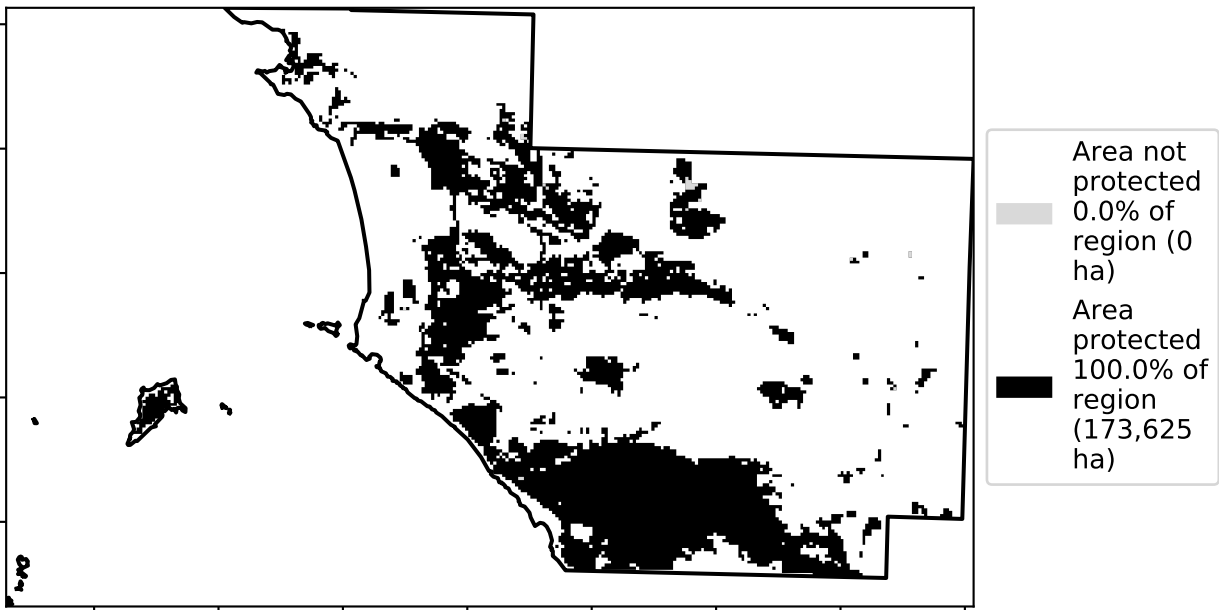 Area not
protected
0.0% of
region (0
ha)
Area
protected
100.0% of
region
(173,625
ha)